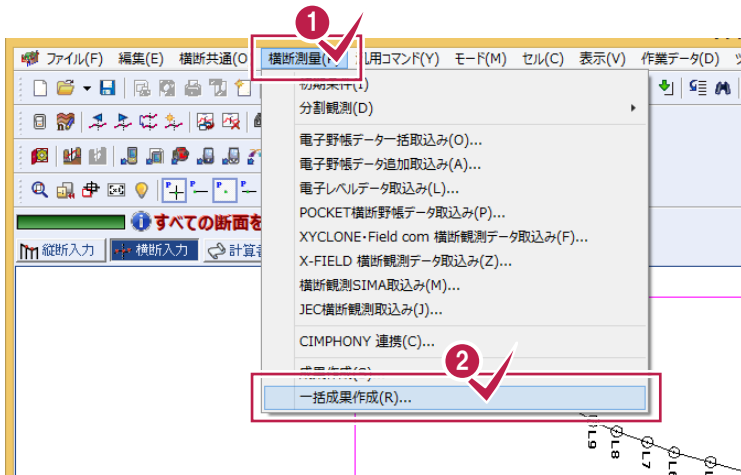 1
ファイル(F) 編集(E) 横断共通(O 横断測量( 汎用コマンド(Y) モード(M) セル(C) 表示(V) 作業データ(D)
初期条件(I)
分割観測(D)
電子野帳データ一括取込み(O)...
電子野帳データ追加取込み(A)...
電子レベルデータ取込み(L)...
POCKET横断野帳データ取込み(P)...
XYCLONE・Field com 横断観測データ取込み(F)...
X-FIELD 横断観測データ取込み(Z)...
横断観測SIMA取込み(M)...
JEC横断観測取込み(J)...
CIMPHONY 連携(C)...
2
一括成果作成(R)...
すべての断面を
縦断入力 横断入力 計算書
L9
L8
L7